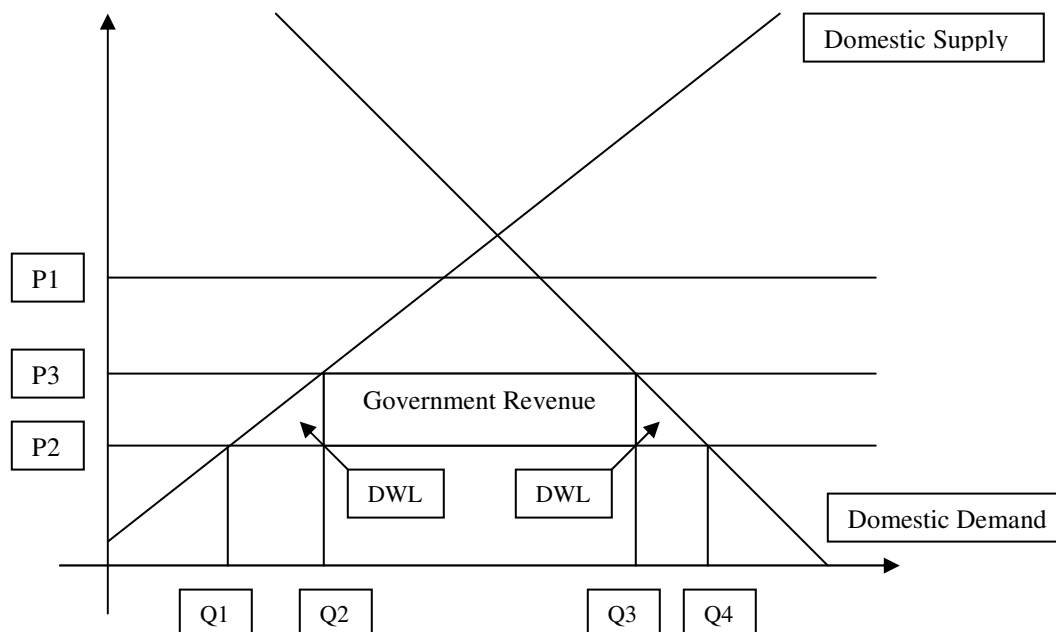 Domestic Supply
P1
P3
Government Revenue
P2
DWL
DWL
Domestic Demand
Q1
Q2
Q3
Q4